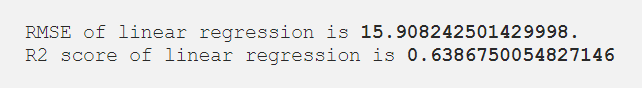 RMSE of linear regression is 15.908242501429998.
R2 score of linear regression is 0.6386750054827146